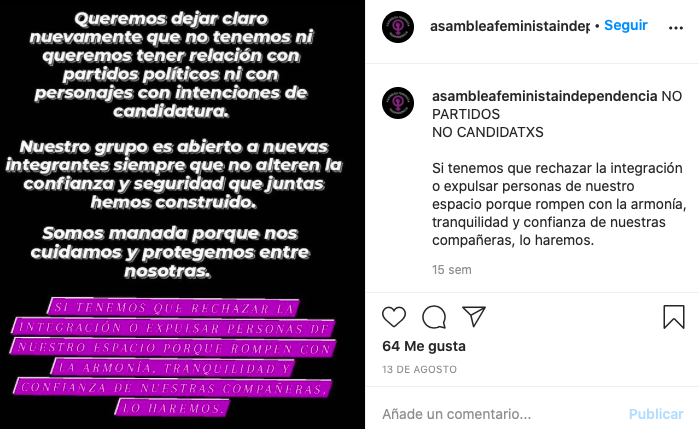 Queremos dejar claro
nuevamente que no tenemos ni
queremos tener relación con
partidos políticos ni con
personajes con intenciones de
candidatura.
Nuestro grupo es abierto a nuevas
integrantes siempre que no alteren la
confianza y seguridad que juntas
hemos construido.
Somos manada porque nos
cuidamos y protegemos entre
nosotras.
SI TENEMOS QUE RECHAZAR LA
INTEGRACIÓN O EXPULSAR PERSONAS DE
NUESTRO ESPACIO PORQUE ROMPEN CON
LA ARMONÍA, TRANQUILIDAD Y
CONFIANZA DE NUESTRAS COMPAÑERAS,
LO HAREMOS.
asambleafeministaindep • Seguir
asambleafeministaindependencia NO
PARTIDOS
NO CANDIDATXS
Si tenemos que rechazar la integración
o expulsar personas de nuestro
espacio porque rompen con la armonía,
tranquilidad y confianza de nuestras
compañeras, lo haremos.
15 sem
64 Me gusta
13 DE AGOSTO
Añade un comentario... Publicar